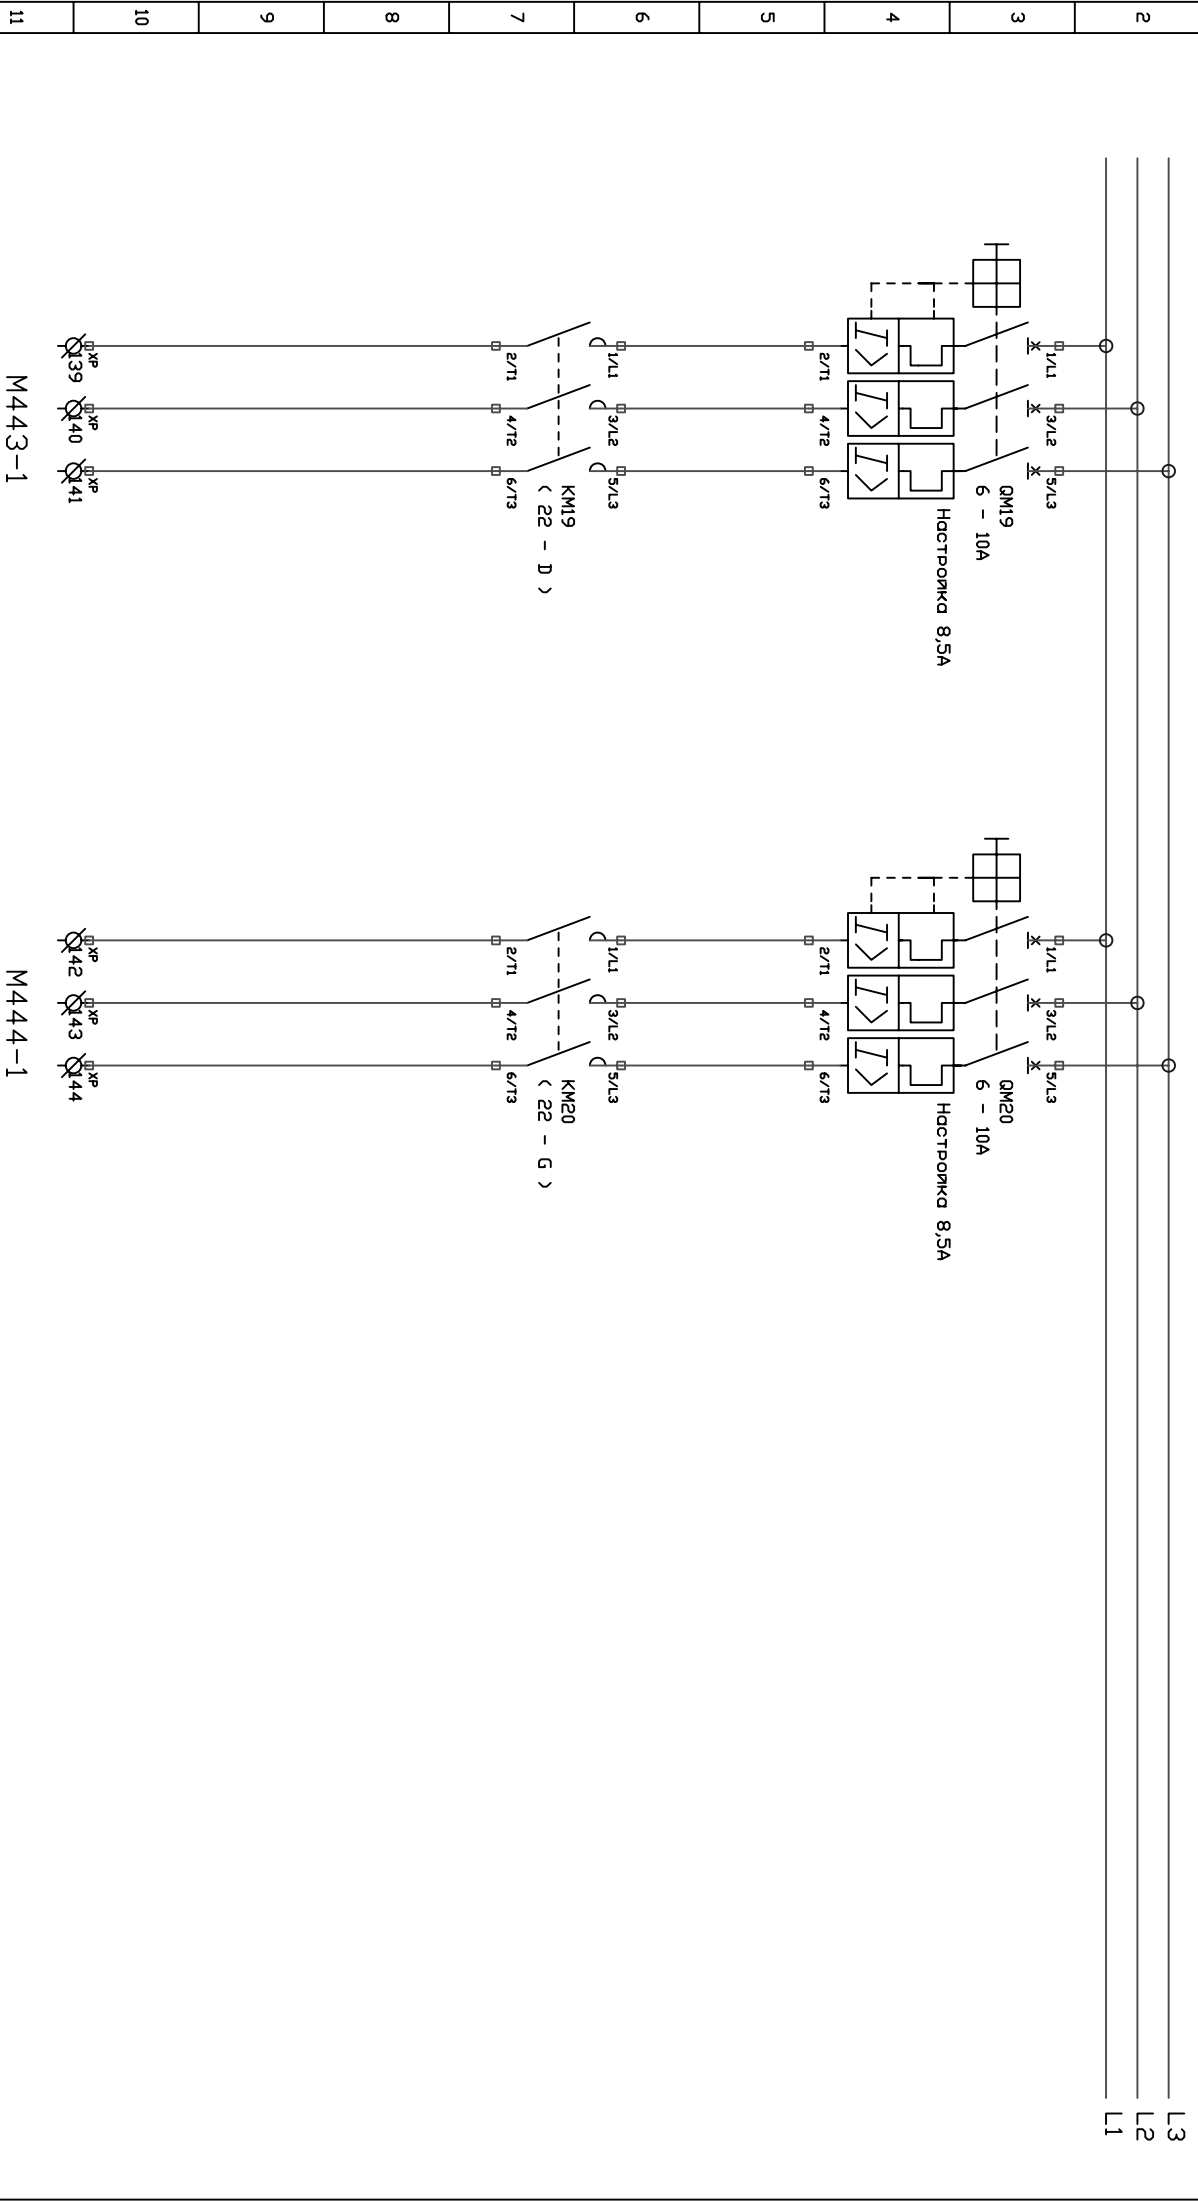 2
3
4
5
6
7
8
9
10
11
L3
L2
L1
1/L1
3/L2
5/L3
QM19
6 - 10A
Настройка 8,5A
2/T1
4/T2
6/T3
1/L1
3/L2
5/L3
KM19
( 22 - D )
2/T1
4/T2
6/T3
XP
139
XP
140
XP
141
M443-1
1/L1
3/L2
5/L3
QM20
6 - 10A
Настройка 8,5A
2/T1
4/T2
6/T3
1/L1
3/L2
5/L3
KM20
( 22 - G )
2/T1
4/T2
6/T3
XP
142
XP
143
XP
144
M444-1